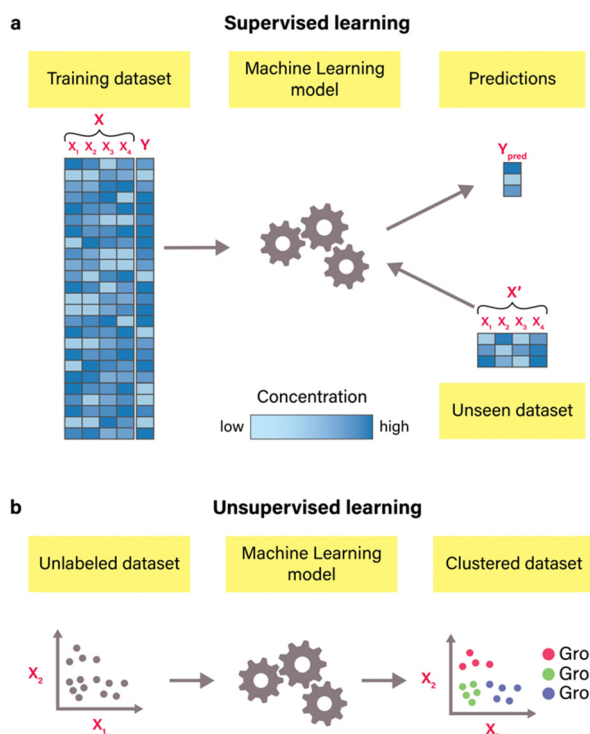 a
Supervised learning
Training dataset
Machine Learning
model
Predictions
X
X₁ X₂ X₃ X₄ Y
Y pred
X'
X₁ X₂ X₃ X₄
Concentration
low
high
Unseen dataset
b
Unsupervised learning
Unlabeled dataset
Machine Learning
model
Clustered dataset
X₂
X₁
X₂
Gro
Gro
Gro